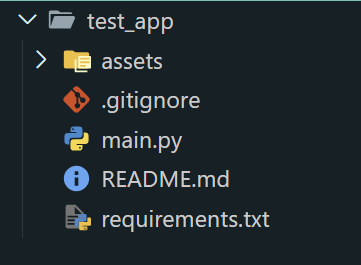 test_app
assets
.gitignore
main.py
README.md
requirements.txt